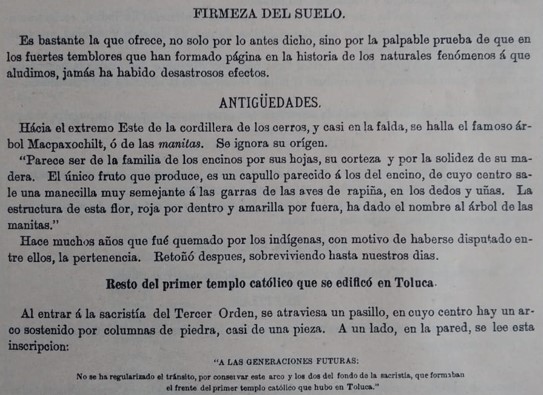 FIRMEZA DEL SUELO.
Es bastante la que ofrece, no solo por lo antes dicho, sino por la palpable prueba de que en
los fuertes temblores que han formado página en la historia de los naturales fenómenos á que
aludimos, jamás ha habido desastrosos efectos.
ANTIGÜEDADES.
Hácia el extremo Este de la cordillera de los cerros, y casi en la falda, se halla el famoso ár-
bol Macpaxochilt, ó de las manitas. Se ignora su orígen.
"Parece ser de la familia de los encinos por sus hojas, su corteza y por la solidez de su ma-
dera. El único fruto que produce, es un capullo parecido á los del encino, de cuyo centro sa-
le una manecilla muy semejante á las garras de las aves de rapiña, en los dedos y uñas. La
estructura de esta flor, roja por dentro y amarilla por fuera, ha dado el nombre al árbol de las
manitas."
Hace muchos años que fué quemado por los indígenas, con motivo de haberse disputado en-
tre ellos, la pertenencia. Retoñó despues, sobreviviendo hasta nuestros dias.
Resto del primer templo católico que se edificó en Toluca.
Al entrar á la sacristía del Tercer Orden, se atraviesa un pasillo, en cuyo centro hay un ar-
co sostenido por columnas de piedra, casi de una pieza. A un lado, en la pared, se lee esta
inscripcion:
"A LAS GENERACIONES FUTURAS:
No se ha regularizado el tránsito, por conservar este arco y los dos del fondo de la sacristía, que formaban
el frente del primer templo católico que hubo en Toluca."